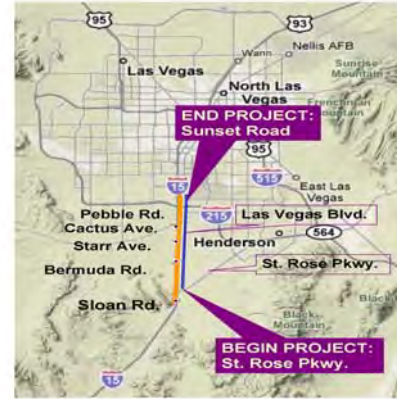 95
93
Nellis AFB
Wann
Las Vegas
Sunrise
Mountain
North Las
Vegas
Frenchman
Mountain
END PROJECT:
Sunset Road
95
515
15
East Las
Vegas
Pebble Rd.
215
Las Vegas Blvd.
Cactus Ave.
564
Starr Ave.
Henderson
Bermuda Rd.
St. Rose Pkwy.
Sloan Rd.
Black
Mountain
Black
BEGIN PROJECT:
St. Rose Pkwy.
15